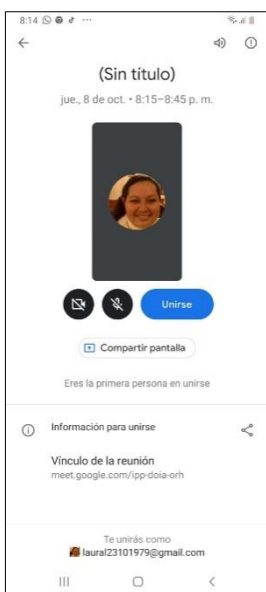 8:14
(Sin título)
jue., 8 de oct. • 8:15–8:45 p. m.
Unirse
Compartir pantalla
Eres la primera persona en unirse
Información para unirse
Vínculo de la reunión
meet.google.com/ipp-doia-orh
Te unirás como
laural23101979@gmail.com